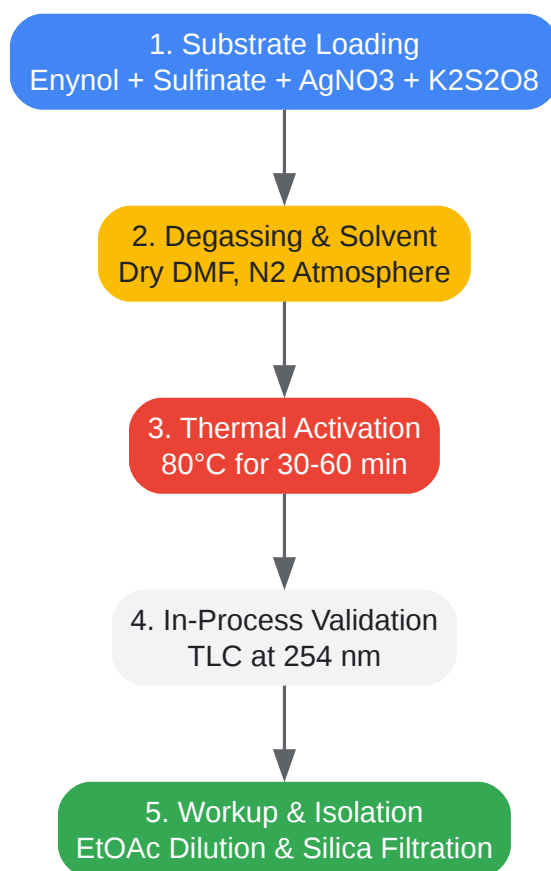 1. Substrate Loading
Enynol + Sulfinate + AgNO3 + K2S2O8
2. Degassing & Solvent
Dry DMF, N2 Atmosphere
3. Thermal Activation
80°C for 30-60 min
4. In-Process Validation
TLC at 254 nm
5. Workup & Isolation
EtOAc Dilution & Silica Filtration